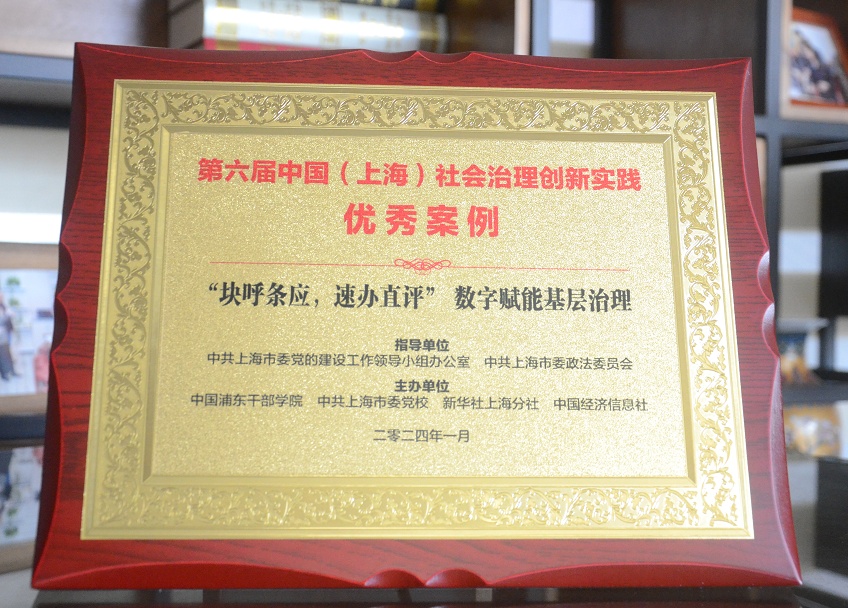 第六届中国（上海）社会治理创新实践
优秀案例
“块呼条应，速办直评” 数字赋能基层治理
指导单位
中共上海市委党的建设工作领导小组办公室 中共上海市委政法委员会
主办单位
中国浦东干部学院 中共上海市委党校 新华社上海分社 中国经济信息社
二零二四年一月